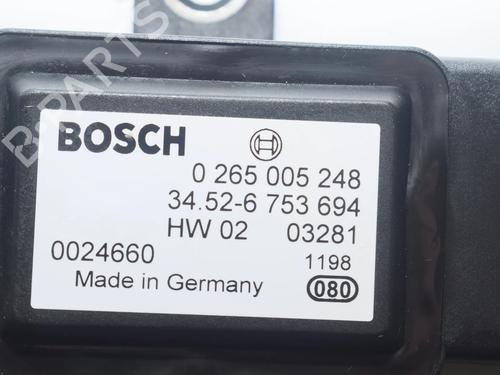 B-PARTS
BOSCH
0 265 005 248
34.52-6 753 694
HW 02 03281
0024660 1198
Made in Germany 080